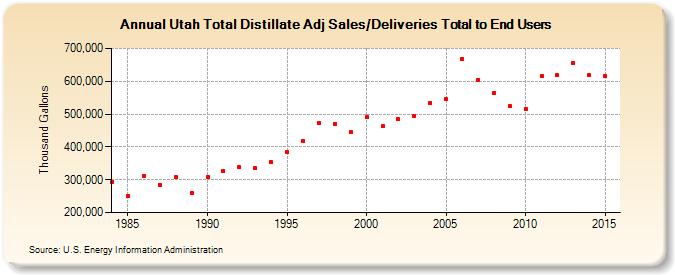 Annual Utah Total Distillate Adj Sales/Deliveries Total to End Users
Thousand Gallons
700,000
600,000
500,000
400,000
300,000
200,000
1985 1990 1995 2000 2005 2010 2015
Source: U.S. Energy Information Administration